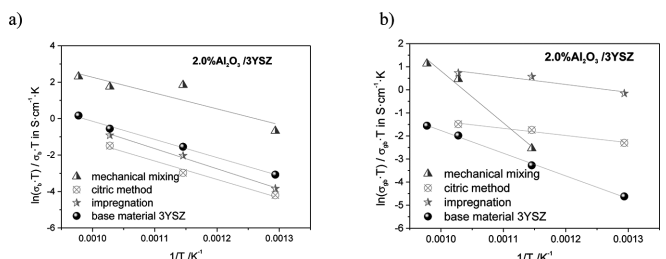 a)
2.0%Al₂O₃ /3YSZ
ln(σb·T) / σb·T in S·cm⁻¹·K
4
2
0
-2
-4
-6
mechanical mixing
citric method
impregnation
base material 3YSZ
0.0010 0.0011 0.0012 0.0013
1/T /K⁻¹
b)
2.0%Al₂O₃ /3YSZ
ln(σgb·T) / σgb·T in S·cm⁻¹·K
2
1
0
-1
-2
-3
-4
-5
-6
mechanical mixing
citric method
impregnation
base material 3YSZ
0.0010 0.0011 0.0012 0.0013
1/T /K⁻¹